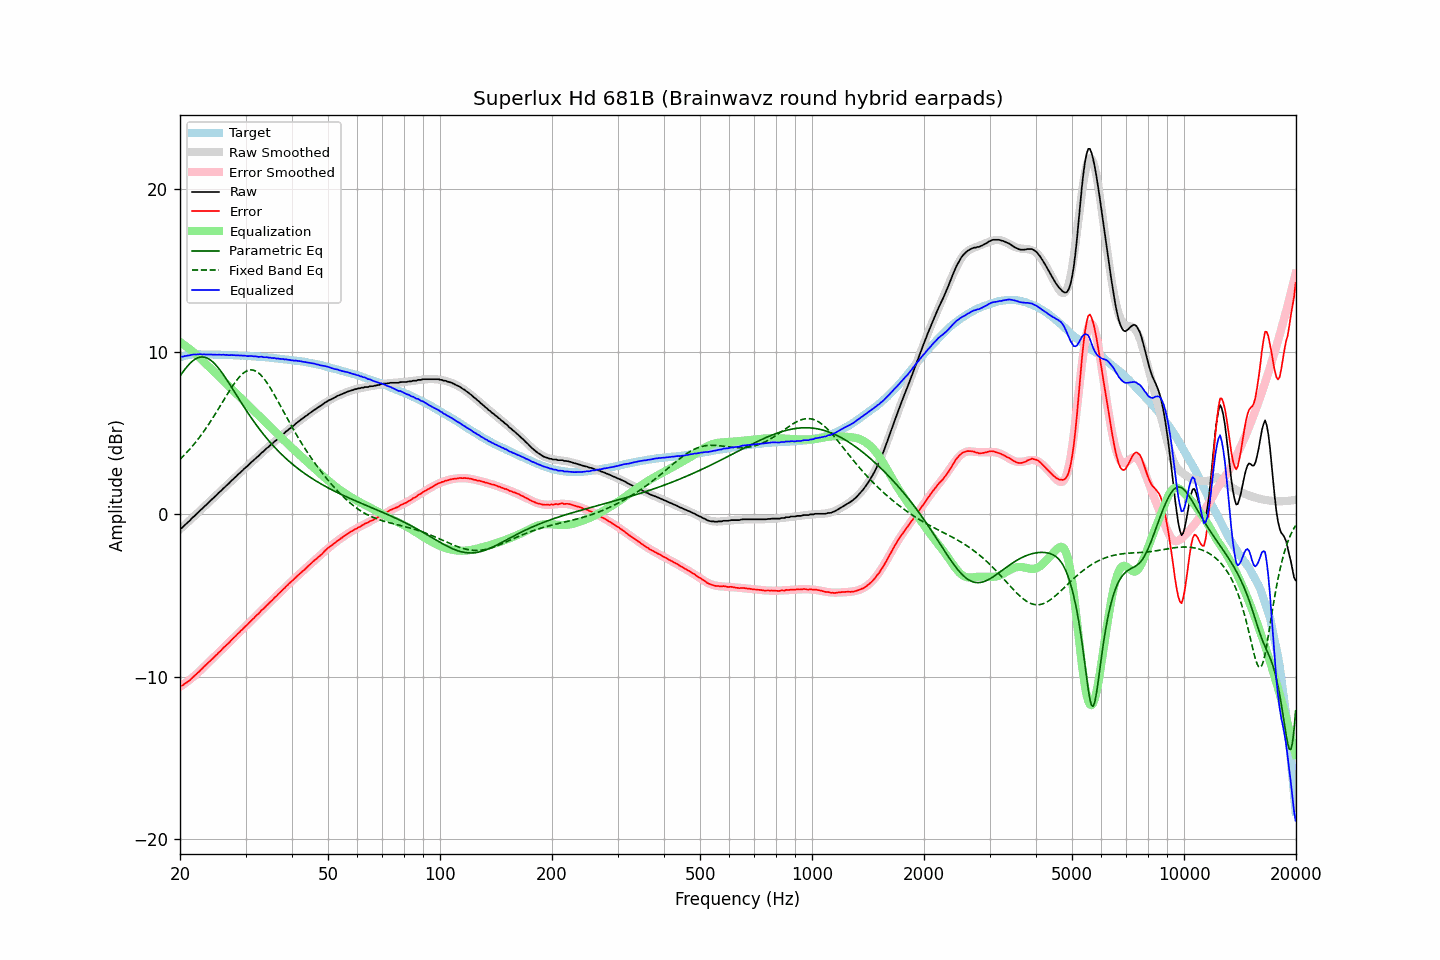 Superlux Hd 681B (Brainwavz round hybrid earpads)
Target
Raw Smoothed
Error Smoothed
Raw
Error
Equalization
Parametric Eq
Fixed Band Eq
Equalized
Amplitude (dBr)
20
10
0
−10
−20
20 50 100 200 500 1000 2000 5000 10000 20000
Frequency (Hz)